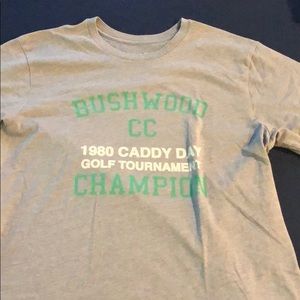 BUSHWOOD
CC
1980 CADDY DAY
GOLF TOURNAMENT
CHAMPION